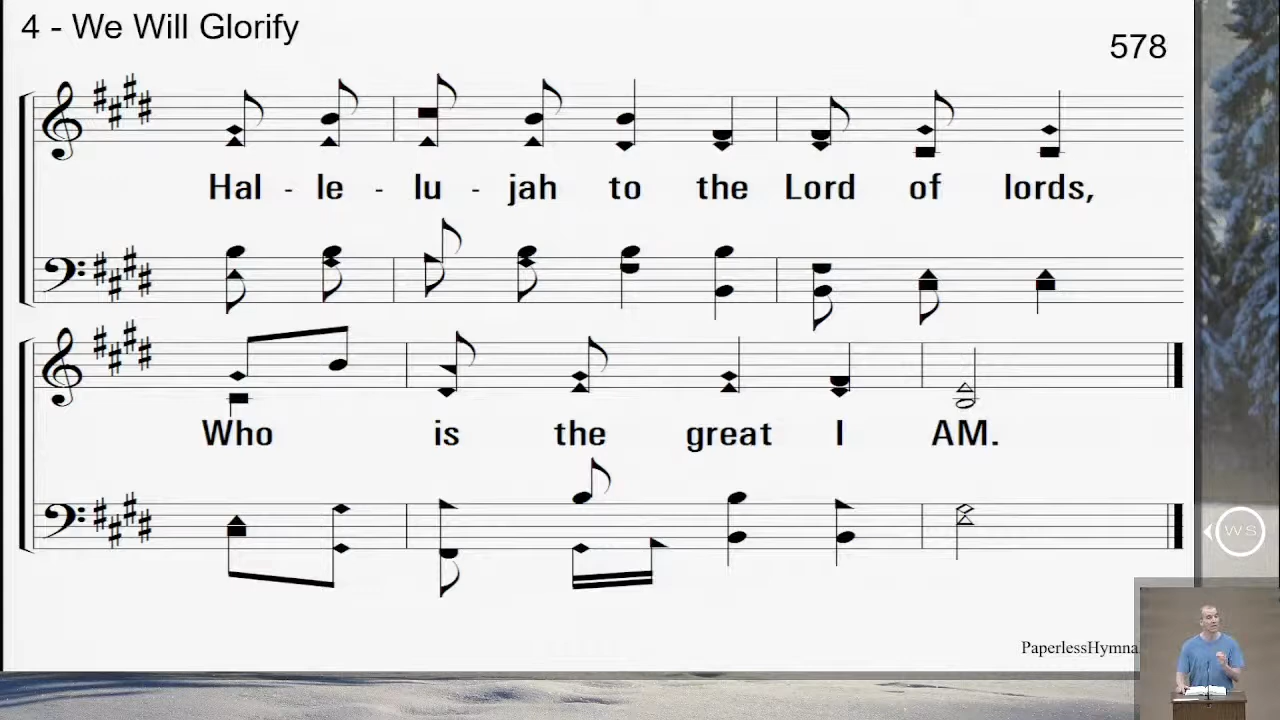 4 - We Will Glorify
578
Hal - le - lu - jah to the Lord of lords,
Who is the great I AM.
WS
PaperlessHymna